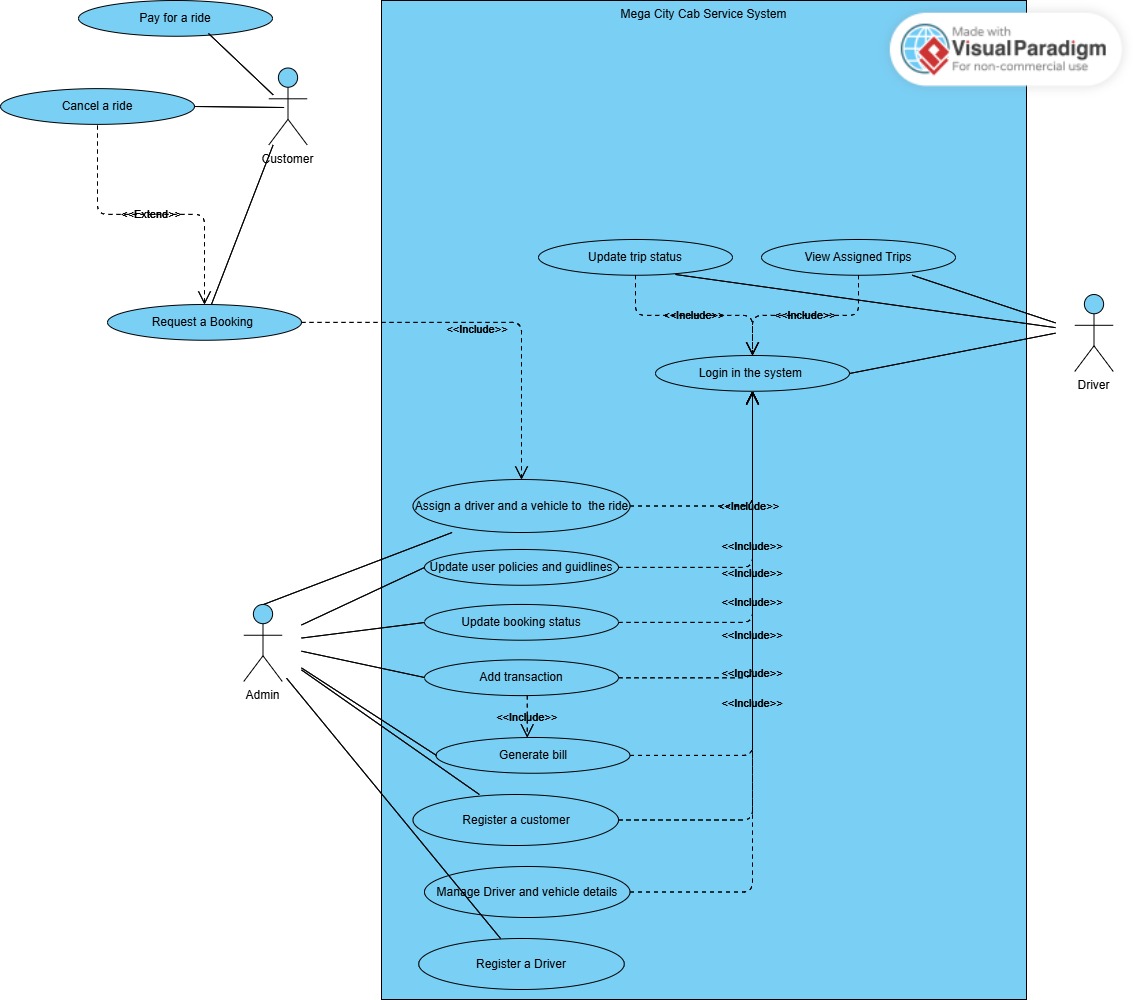 Pay for a ride
Mega City Cab Service System
Made with
Visual Paradigm
For non-commercial use
Cancel a ride
Customer
<<Extend>>
Update trip status
View Assigned Trips
<<Include>>
<<Include>>
Request a Booking
<<Include>>
Login in the system
Driver
Assign a driver and a vehicle to the ride
<<Include>>
<<Include>>
Update user policies and guidlines
<<Include>>
<<Include>>
Update booking status
<<Include>>
Add transaction
<<Include>>
Admin
<<Include>>
<<Include>>
Generate bill
Register a customer
Manage Driver and vehicle details
Register a Driver